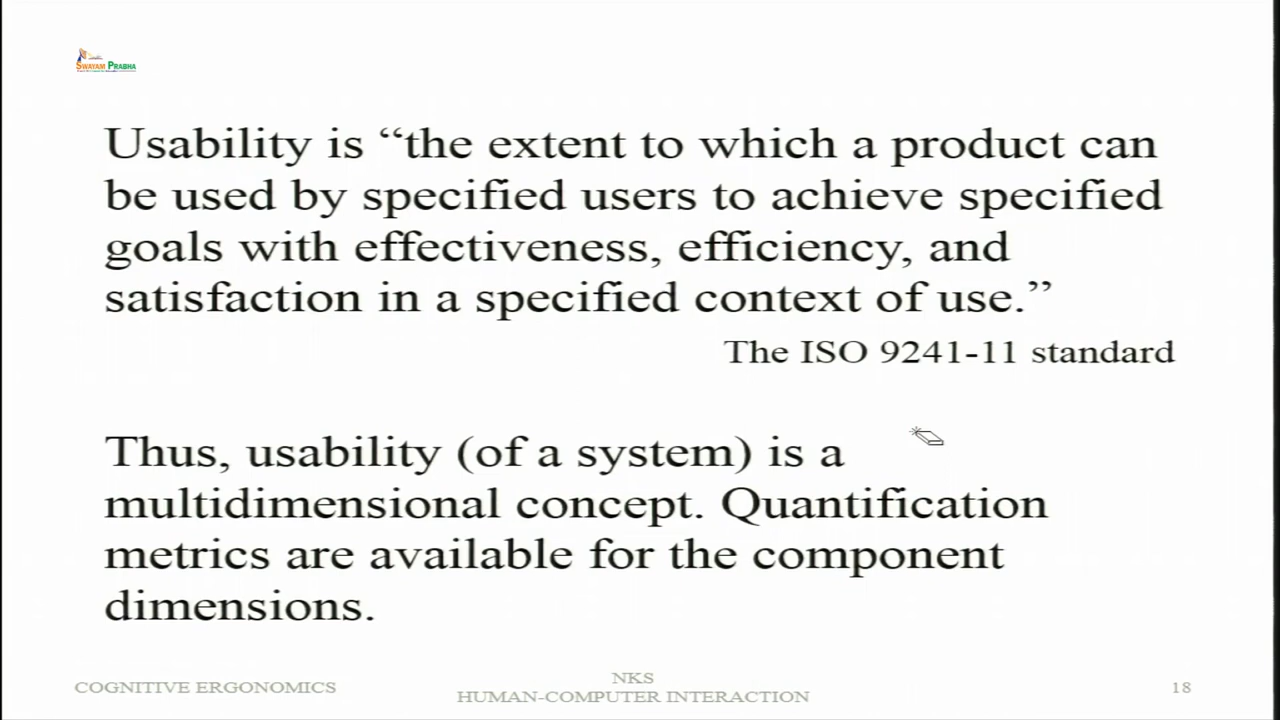 SWAYAM PRABHA
Usability is “the extent to which a product can
be used by specified users to achieve specified
goals with effectiveness, efficiency, and
satisfaction in a specified context of use.”
The ISO 9241-11 standard
Thus, usability (of a system) is a
multidimensional concept. Quantification
metrics are available for the component
dimensions.
COGNITIVE ERGONOMICS
NKS
HUMAN-COMPUTER INTERACTION
18